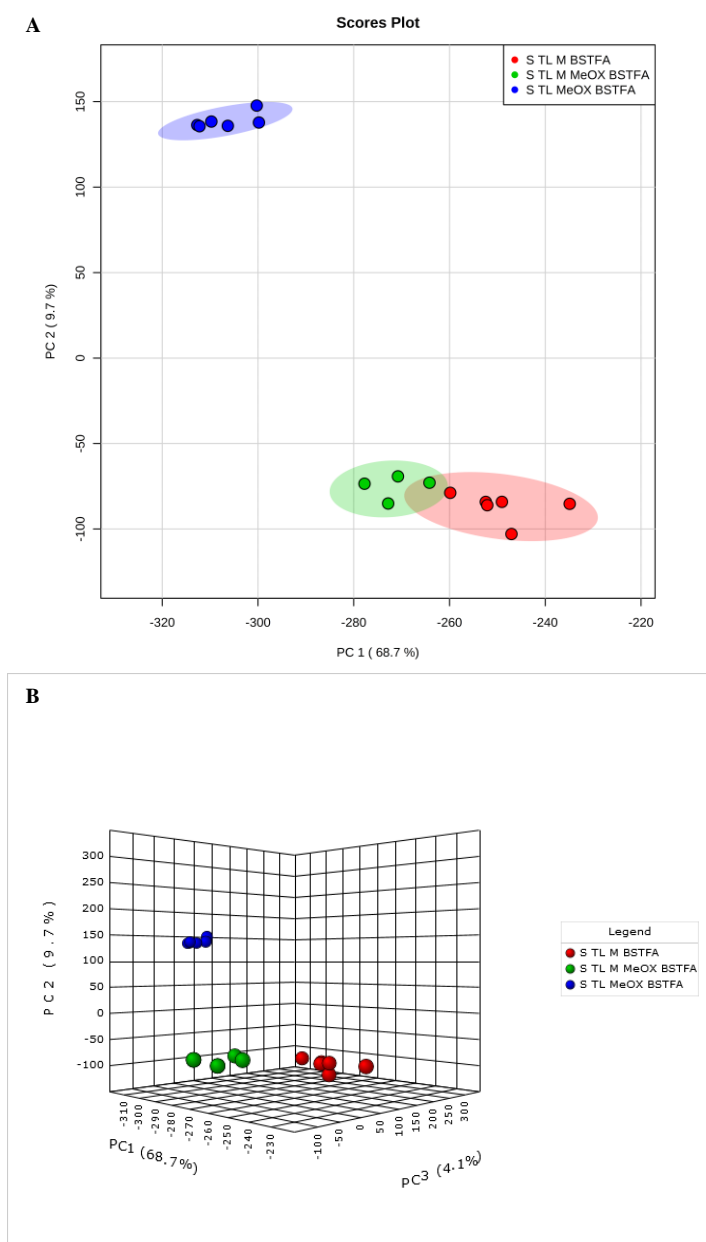 A
Scores Plot
S TL M BSTFA
S TL M MeOX BSTFA
S TL MeOX BSTFA
PC 2 ( 9.7 %)
150
100
50
0
-50
-100
-320 -300 -280 -260 -240 -220
PC 1 ( 68.7 %)
B
PC 2 (9.7 %)
300
250
200
150
100
50
0
-50
-100
-310 -300 -290 -280 -270 -260 -250 -240 -230
PC1 (68.7%)
-100 -50 0 50 100 150 200 250 300
PC3 (4.1%)
Legend
S TL M BSTFA
S TL M MeOX BSTFA
S TL MeOX BSTFA